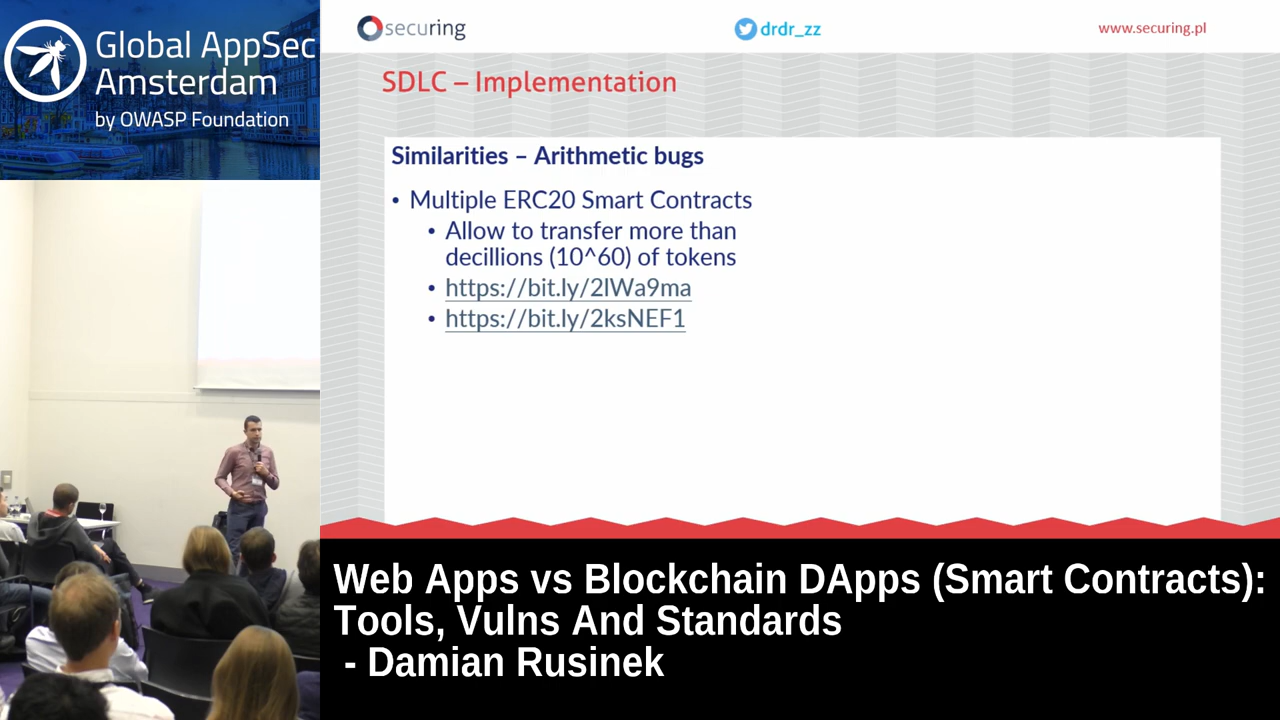 Global AppSec
Amsterdam
by OWASP Foundation
securing
drdr_zz
www.securing.pl
SDLC – Implementation
Similarities – Arithmetic bugs
• Multiple ERC20 Smart Contracts
• Allow to transfer more than
decillions (10^60) of tokens
• https://bit.ly/2lWa9ma
• https://bit.ly/2ksNEF1
Web Apps vs Blockchain DApps (Smart Contracts):
Tools, Vulns And Standards
- Damian Rusinek